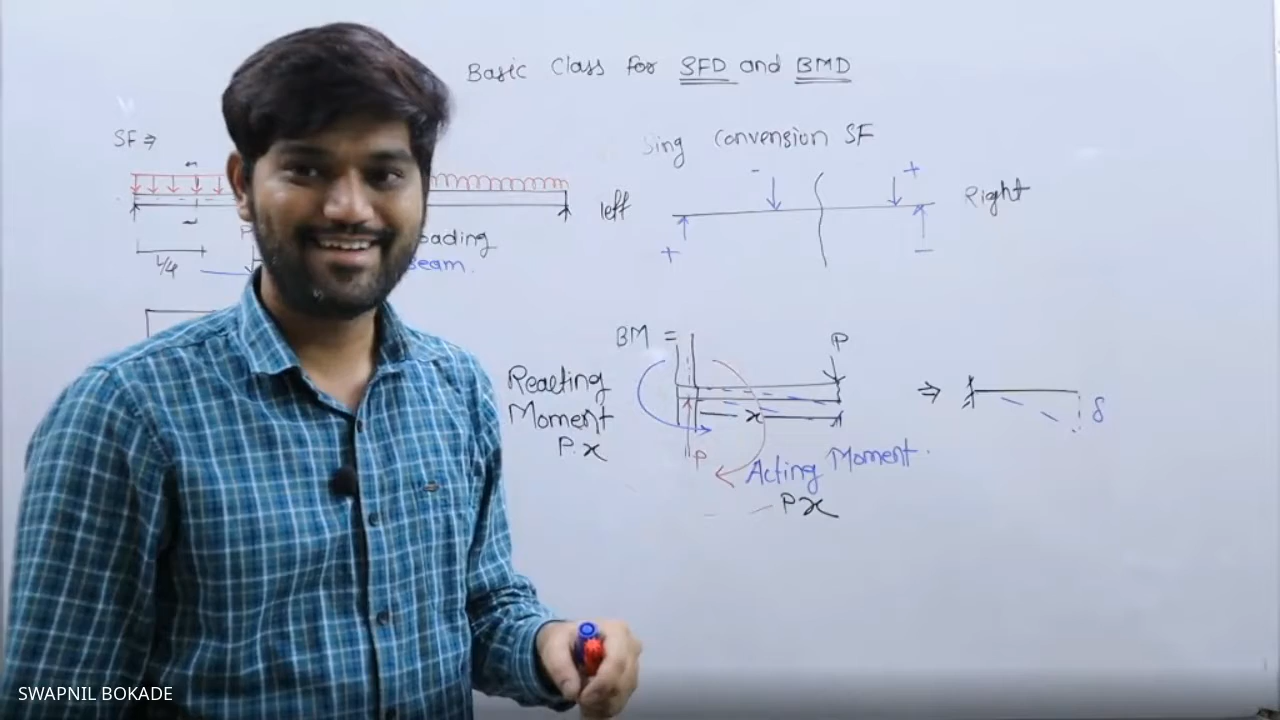 Basic Class for SFD and BMD
SF ⇒
Sing Convension SF
- +
left Right
+ -
oading
L/4
Beam.
BM =
P
Reacting
Moment
P.x
x
⇒
δ
P
Acting Moment.
Px
SWAPNIL BOKADE